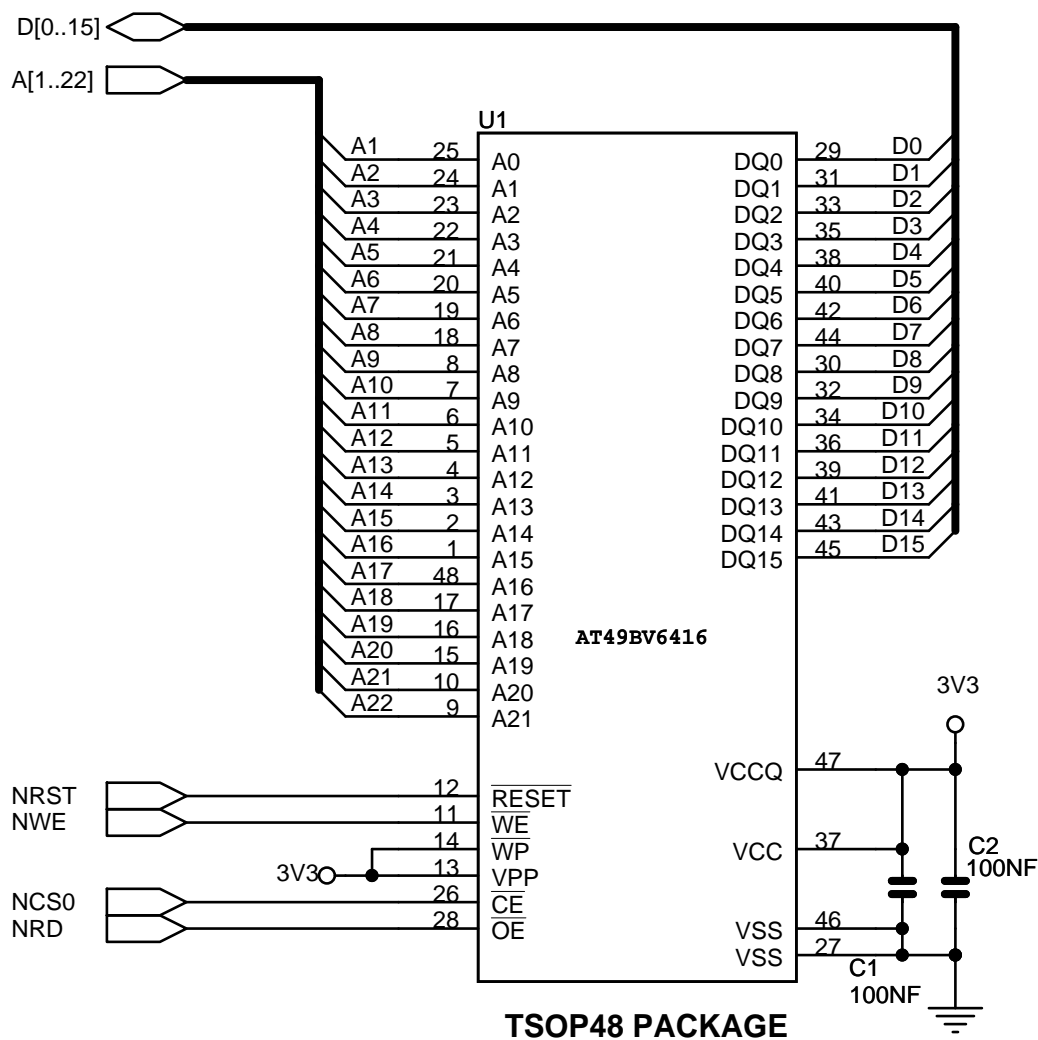 D[0..15]
A[1..22]
U1
A1 25 A0 DQ0 29 D0
A2 24 A1 DQ1 31 D1
A3 23 A2 DQ2 33 D2
A4 22 A3 DQ3 35 D3
A5 21 A4 DQ4 38 D4
A6 20 A5 DQ5 40 D5
A7 19 A6 DQ6 42 D6
A8 18 A7 DQ7 44 D7
A9 8 A8 DQ8 30 D8
A10 7 A9 DQ9 32 D9
A11 6 A10 DQ10 34 D10
A12 5 A11 DQ11 36 D11
A13 4 A12 DQ12 39 D12
A14 3 A13 DQ13 41 D13
A15 2 A14 DQ14 43 D14
A16 1 A15 DQ15 45 D15
A17 48 A16
A18 17 A17
A19 16 A18
AT49BV6416
A20 15 A19
A21 10 A20
A22 9 A21
3V3
VCCQ 47
NRST 12 RESET
NWE 11 WE
14 WP VCC 37 C2
3V3 13 VPP 100NF
NCS0 26 CE
NRD 28 OE VSS 46
VSS 27
C1
100NF
TSOP48 PACKAGE